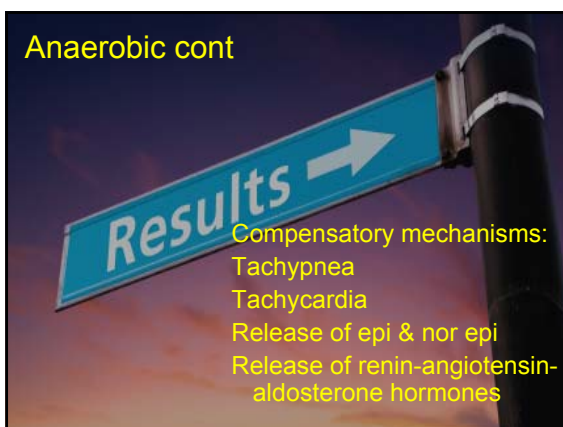 Anaerobic cont
Results
Compensatory mechanisms:
Tachypnea
Tachycardia
Release of epi & nor epi
Release of renin-angiotensin-
aldosterone hormones